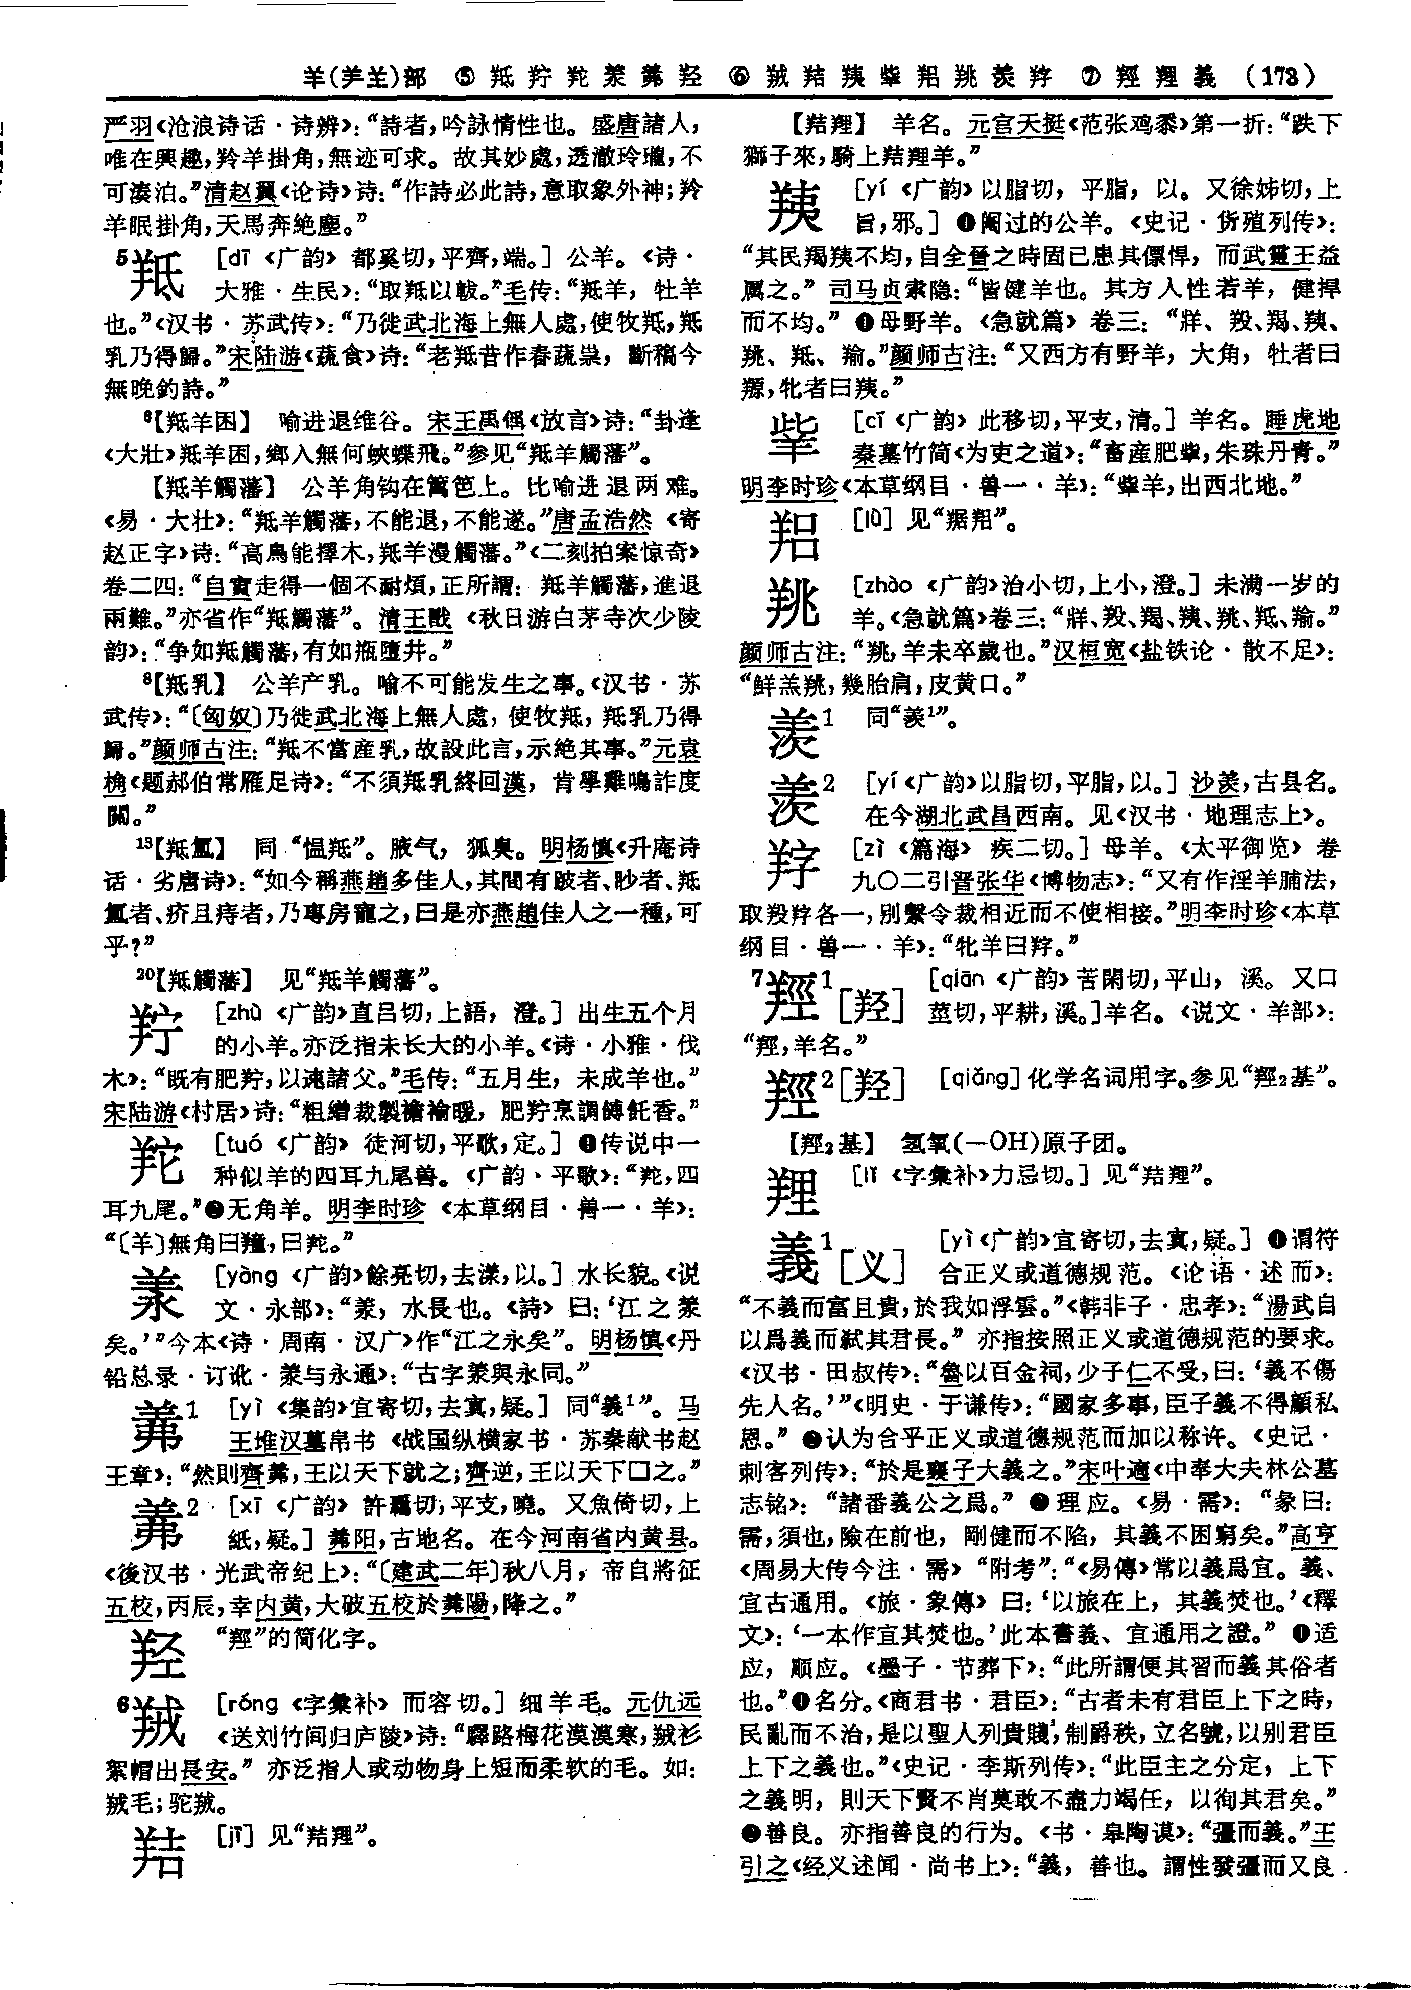 羊(⺷𦍌)部 ⑤ 羝 羜 羦 羕 羛 羟 ⑥ 羢 𦍲 羠 羍 羠 羪 羨 羜 ⑦ 羥 𦎐 義 (173)
严羽《沧浪诗话·诗辨》:“詩者,吟詠情性也。盛唐諸人,
唯在興趣,羚羊掛角,無迹可求。故其妙處,透澈玲瓏,不
可湊泊。”清赵翼《论诗》诗:“作詩必此詩,意取象外神;羚
羊眠掛角,天馬奔絶塵。”
5羝 [dī 《广韵》都奚切,平齊,端。] 公羊。《诗·
大雅·生民》:“取羝以軷。”毛传:“羝羊,牡羊
也。”《汉书·苏武传》:“乃徙武北海上無人處,使牧羝,羝
乳乃得歸。”宋陆游《蔬食》诗:“老羝昔作春蔬祟,斷稿今
無晚釣詩。”
8【羝羊困】 喻进退维谷。宋王禹偁《放言》诗:“卦逢
《大壯》羝羊困,鄉入無何蛺蝶飛。”参见“羝羊觸藩”。
【羝羊觸藩】 公羊角钩在篱笆上。比喻进退两难。
《易·大壮》:“羝羊觸藩,不能退,不能遂。”唐孟浩然《寄
赵正字》诗:“高鳥能擇木,羝羊漫觸藩。”《二刻拍案惊奇》
卷二四:“自實走得一個不耐煩,正所謂:羝羊觸藩,進退
兩難。”亦省作“羝觸藩”。清王戬《秋日游白茅寺次少陵
韵》:“争如羝觸藩,有如瓶墮井。”
8【羝乳】 公羊产乳。喻不可能发生之事。《汉书·苏
武传》:“〔匈奴〕乃徙武北海上無人處,使牧羝,羝乳乃得
歸。”颜师古注:“羝不當産乳,故設此言,示絶其事。”元袁
桷《题郝伯常雁足诗》:“不須羝乳終回漢,肯學雞鳴詐度
關。”
13【羝氲】 同“愠羝”。腋气,狐臭。明杨慎《升庵诗
话·劣唐诗》:“如今稱燕趙多佳人,其間有跛者、眇者、羝
氲者、疥且痔者,乃專房寵之,曰是亦燕趙佳人之一種,可
乎?”
20【羝觸藩】 见“羝羊觸藩”。
羜 [zhù 《广韵》直吕切,上語,澄。] 出生五个月
的小羊。亦泛指未长大的小羊。《诗·小雅·伐
木》:“既有肥羜,以速諸父。”毛传:“五月生,未成羊也。”
宋陆游《村居》诗:“粗繒裁製襜褕暖,肥羜烹調餺飥香。”
𦍧 [tuó 《广韵》徒河切,平歌,定。] ❶传说中一
种似羊的四耳九尾兽。《广韵·平歌》:“𦍧,四
耳九尾。”❷无角羊。明李时珍《本草纲目·兽一·羊》:
“〔羊〕無角曰羵,曰𦍧。”
羕 [yàng 《广韵》餘亮切,去漾,以。] 水长貌。《说
文·永部》:“羕,水長也。《詩》曰:‘江之羕
矣。’”今本《诗·周南·汉广》作“江之永矣”。明杨慎《丹
铅总录·订讹·羕与永通》:“古字羕與永同。”
羛1 [yì 《集韵》宜寄切,去寘,疑。] 同“義1”。马
王堆汉墓帛书《战国纵横家书·苏秦献书赵
王章》:“然則齊羛,王以天下就之;齊逆,王以天下口之。”
羛2 [xī 《广韵》許羈切,平支,曉。又魚倚切,上
紙,疑。] 羛阳,古地名。在今河南省内黄县。
《後汉书·光武帝纪上》:“〔建武二年〕秋八月,帝自將征
五校,丙辰,幸内黄,大破五校於羛陽,降之。”
羟 “羥”的简化字。
6羢 [róng 《字彙补》而容切。] 细羊毛。元仇远
《送刘竹间归庐陵》诗:“驛路梅花漠漠寒,羢衫
絮帽出長安。” 亦泛指人或动物身上短而柔软的毛。如:
羢毛;驼羢。
𦍲 [jī] 见“𦍲𦎐”。
【𦍲𦎐】 羊名。元宫天挺《范张鸡黍》第一折:“跌下
獅子來,騎上𦍲𦎐羊。”
羠 [yí 《广韵》以脂切,平脂,以。又徐姊切,上
旨,邪。] ❶阉过的公羊。《史记·货殖列传》:
“其民羯羠不均,自全晉之時固已患其僄悍,而武靈王益
厲之。” 司马贞索隐:“皆健羊也。其方人性若羊,健捍
而不均。” ❷母野羊。《急就篇》卷三:“牂、羖、羯、羠、
羪、羝、羭。”颜师古注:“又西方有野羊,大角,牡者曰
羱,牝者曰羠。”
羍 [cī 《广韵》此移切,平支,清。] 羊名。睡虎地
秦墓竹简《为吏之道》:“畜産肥羍,朱珠丹青。”
明李时珍《本草纲目·兽一·羊》:“羍羊,出西北地。”
[lǚ] 见“𦎢”。
羪 [zhào 《广韵》治小切,上小,澄。] 未满一岁的
羊。《急就篇》卷三:“牂、羖、羯、羠、羪、羝、羭。”
颜师古注:“羪,羊未卒歲也。”汉桓宽《盐铁论·散不足》:
“鮮羔羪,幾胎肩,皮黄口。”
羨1 同“羨1”。
羨2 [yí 《广韵》以脂切,平脂,以。] 沙羨,古县名。
在今湖北武昌西南。见《汉书·地理志上》。
牸 [zì 《篇海》疾二切。] 母羊。《太平御览》卷
九〇二引晋张华《博物志》:“又有作淫羊脯法,
取羖牸各一,別繫令裁相近而不使相接。”明李时珍《本草
纲目·兽一·羊》:“牝羊曰牸。”
7羥1[羟] [qiān 《广韵》苦閑切,平山,溪。又口
莖切,平耕,溪。]羊名。《说文·羊部》:
“羥,羊名。”
羥2[羟] [qiǎng] 化学名词用字。参见“羥2基”。
【羥2基】 氢氧(—OH)原子团。
𦎐 [lǐ 《字彙补》力忌切。] 见“𦍲𦎐”。
義1[义] [yì 《广韵》宜寄切,去寘,疑。] ❶谓符
合正义或道德规范。《论语·述而》:
“不義而富且貴,於我如浮雲。”《韩非子·忠孝》:“湯武自
以爲義而弑其君長。” 亦指按照正义或道德规范的要求。
《汉书·田叔传》:“魯以百金祠,少子仁不受,曰:‘義不傷
先人名。’”《明史·于谦传》:“國家多事,臣子義不得顧私
恩。” ❷认为合乎正义或道德规范而加以称许。《史记·
刺客列传》:“於是襄子大義之。”宋叶適《中奉大夫林公墓
志铭》:“諸番義公之爲。” ❸理应。《易·需》:“象曰:
需,須也,險在前也,剛健而不陷,其義不困窮矣。”高亨
《周易大传今注·需》“附考”:“《易傳》常以義爲宜。義、
宜古通用。《旅·象傳》曰:‘以旅在上,其義焚也。’《釋
文》:‘一本作宜其焚也。’此本書義、宜通用之證。” ❹适
应,顺应。《墨子·节葬下》:“此所謂便其習而義其俗者
也。”❺名分。《商君书·君臣》:“古者未有君臣上下之時,
民亂而不治,是以聖人列貴賤,制爵秩,立名號,以別君臣
上下之義也。”《史记·李斯列传》:“此臣主之分定,上下
之義明,則天下賢不肖莫敢不盡力竭任,以徇其君矣。”
❻善良。亦指善良的行为。《书·皋陶谟》:“彊而義。”王
引之《经义述闻·尚书上》:“義,善也。謂性發彊而又良